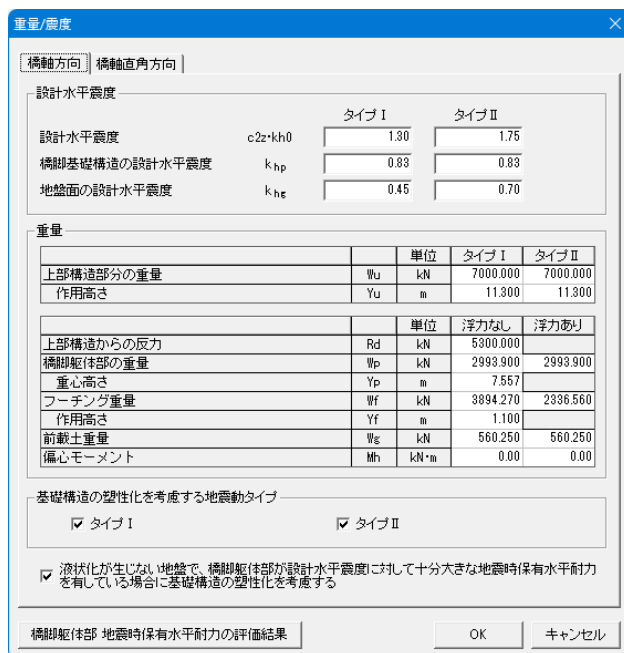 重量/震度
橋軸方向 橋軸直角方向
設計水平震度
タイプⅠ タイプⅡ
設計水平震度 c2z・kh0 1.30 1.75
橋脚基礎構造の設計水平震度 khp 0.83 0.83
地盤面の設計水平震度 khg 0.45 0.70
重量
単位 タイプⅠ タイプⅡ
上部構造部分の重量 Wu kN 7000.000 7000.000
作用高さ Yu m 11.300 11.300
単位 浮力なし 浮力あり
上部構造からの反力 Rd kN 5300.000
橋脚躯体部の重量 Wp kN 2993.900 2993.900
重心高さ Yp m 7.557
フーチング重量 Wf kN 3894.270 2336.560
作用高さ Yf m 1.100
前載土重量 Wg kN 560.250 560.250
偏心モーメント Mh kN・m 0.00 0.00
基礎構造の塑性化を考慮する地震動タイプ
タイプⅠ タイプⅡ
液状化が生じない地盤で、橋脚躯体部が設計水平震度に対して十分大きな地震時保有水平耐力
を有している場合に基礎構造の塑性化を考慮する
橋脚躯体部 地震時保有水平耐力の評価結果 OK キャンセル